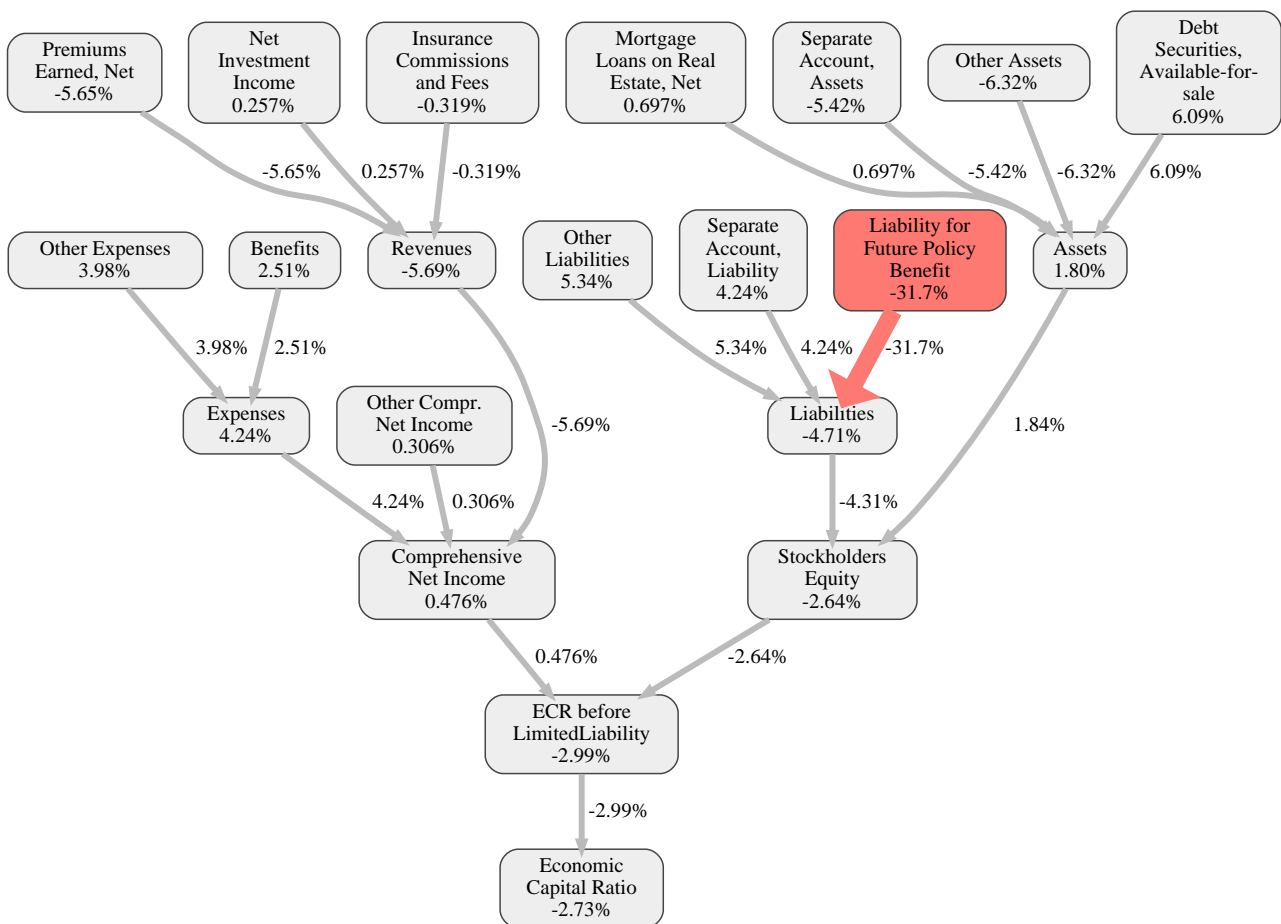 Premiums
Earned, Net
-5.65%
Net
Investment
Income
0.257%
Insurance
Commissions
and Fees
-0.319%
Mortgage
Loans on Real
Estate, Net
0.697%
Separate
Account,
Assets
-5.42%
Other Assets
-6.32%
Debt
Securities,
Available-for-
sale
6.09%
-5.65%
0.257%
-0.319%
0.697%
-5.42%
-6.32%
6.09%
Other Expenses
3.98%
Benefits
2.51%
Revenues
-5.69%
Other
Liabilities
5.34%
Separate
Account,
Liability
4.24%
Liability for
Future Policy
Benefit
-31.7%
Assets
1.80%
3.98%
2.51%
5.34%
4.24%
-31.7%
Expenses
4.24%
Other Compr.
Net Income
0.306%
-5.69%
Liabilities
-4.71%
1.84%
4.24%
0.306%
-4.31%
Comprehensive
Net Income
0.476%
Stockholders
Equity
-2.64%
0.476%
-2.64%
ECR before
LimitedLiability
-2.99%
-2.99%
Economic
Capital Ratio
-2.73%